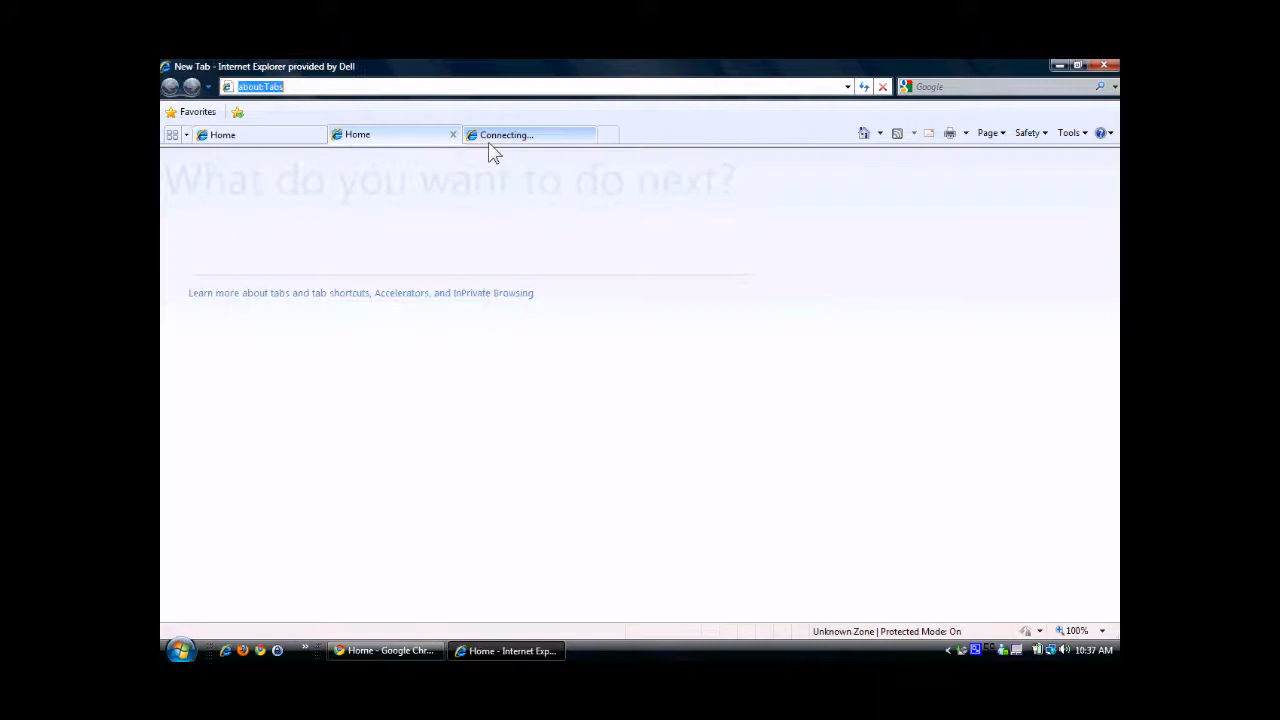 New Tab - Internet Explorer provided by Dell
about:Tabs
Google
Favorites
Home
Home
Connecting...
Page
Safety
Tools
What do you want to do next?
Learn more about tabs and tab shortcuts, Accelerators, and InPrivate Browsing
Unknown Zone | Protected Mode: On
100%
Home - Google Chr...
Home - Internet Exp...
10:37 AM